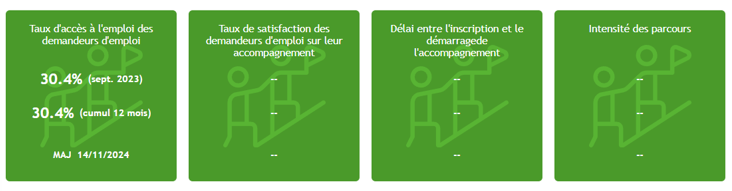 Taux d'accès à l'emploi des
demandeurs d'emploi
30.4% (sept. 2023)
30.4% (cumul 12 mois)
MAJ 14/11/2024
Taux de satisfaction des
demandeurs d'emploi sur leur
accompagnement
--
--
--
Délai entre l'inscription et le
démarragede
l'accompagnement
--
--
--
Intensité des parcours
--
--
--